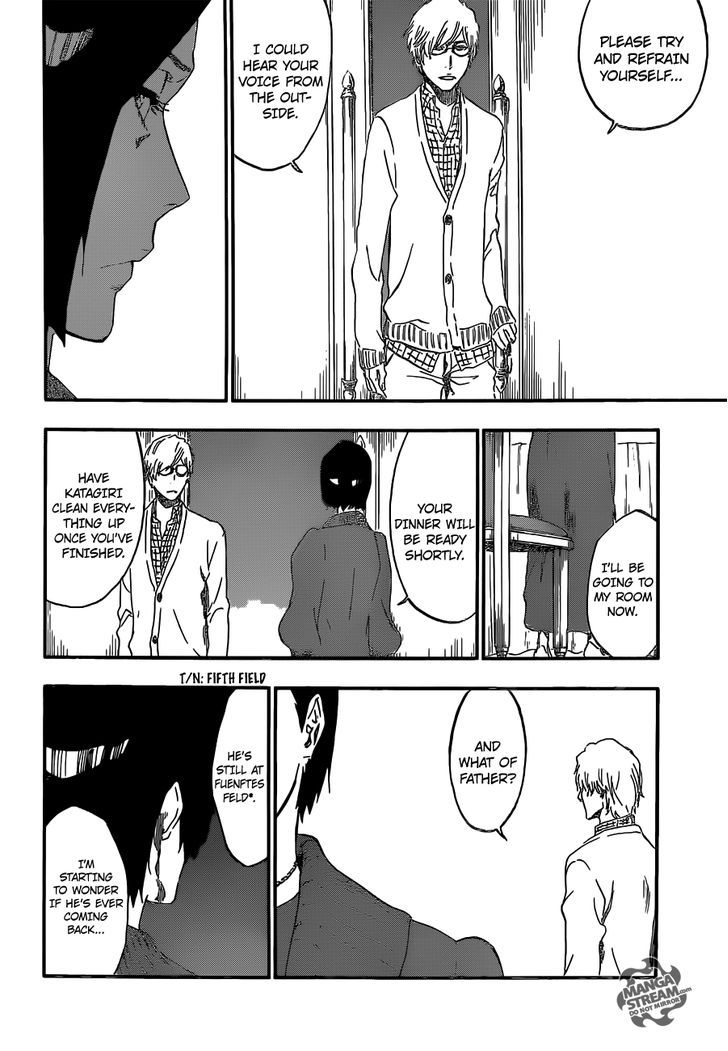 PLEASE TRY
AND REFRAIN
YOURSELF...
I COULD
HEAR YOUR
VOICE FROM
THE OUT-
SIDE.
I'LL BE
GOING TO
MY ROOM
NOW.
YOUR
DINNER WILL
BE READY
SHORTLY.
HAVE
KATAGIRI
CLEAN EVERY-
THING UP
ONCE YOU'VE
FINISHED.
T/N: FIFTH FIELD
AND
WHAT OF
FATHER?
HE'S
STILL AT
FUENFTES
FELD*.
I'M
STARTING
TO WONDER
IF HE'S EVER
COMING
BACK...
MANGA
STREAM.com
DO NOT MIRROR